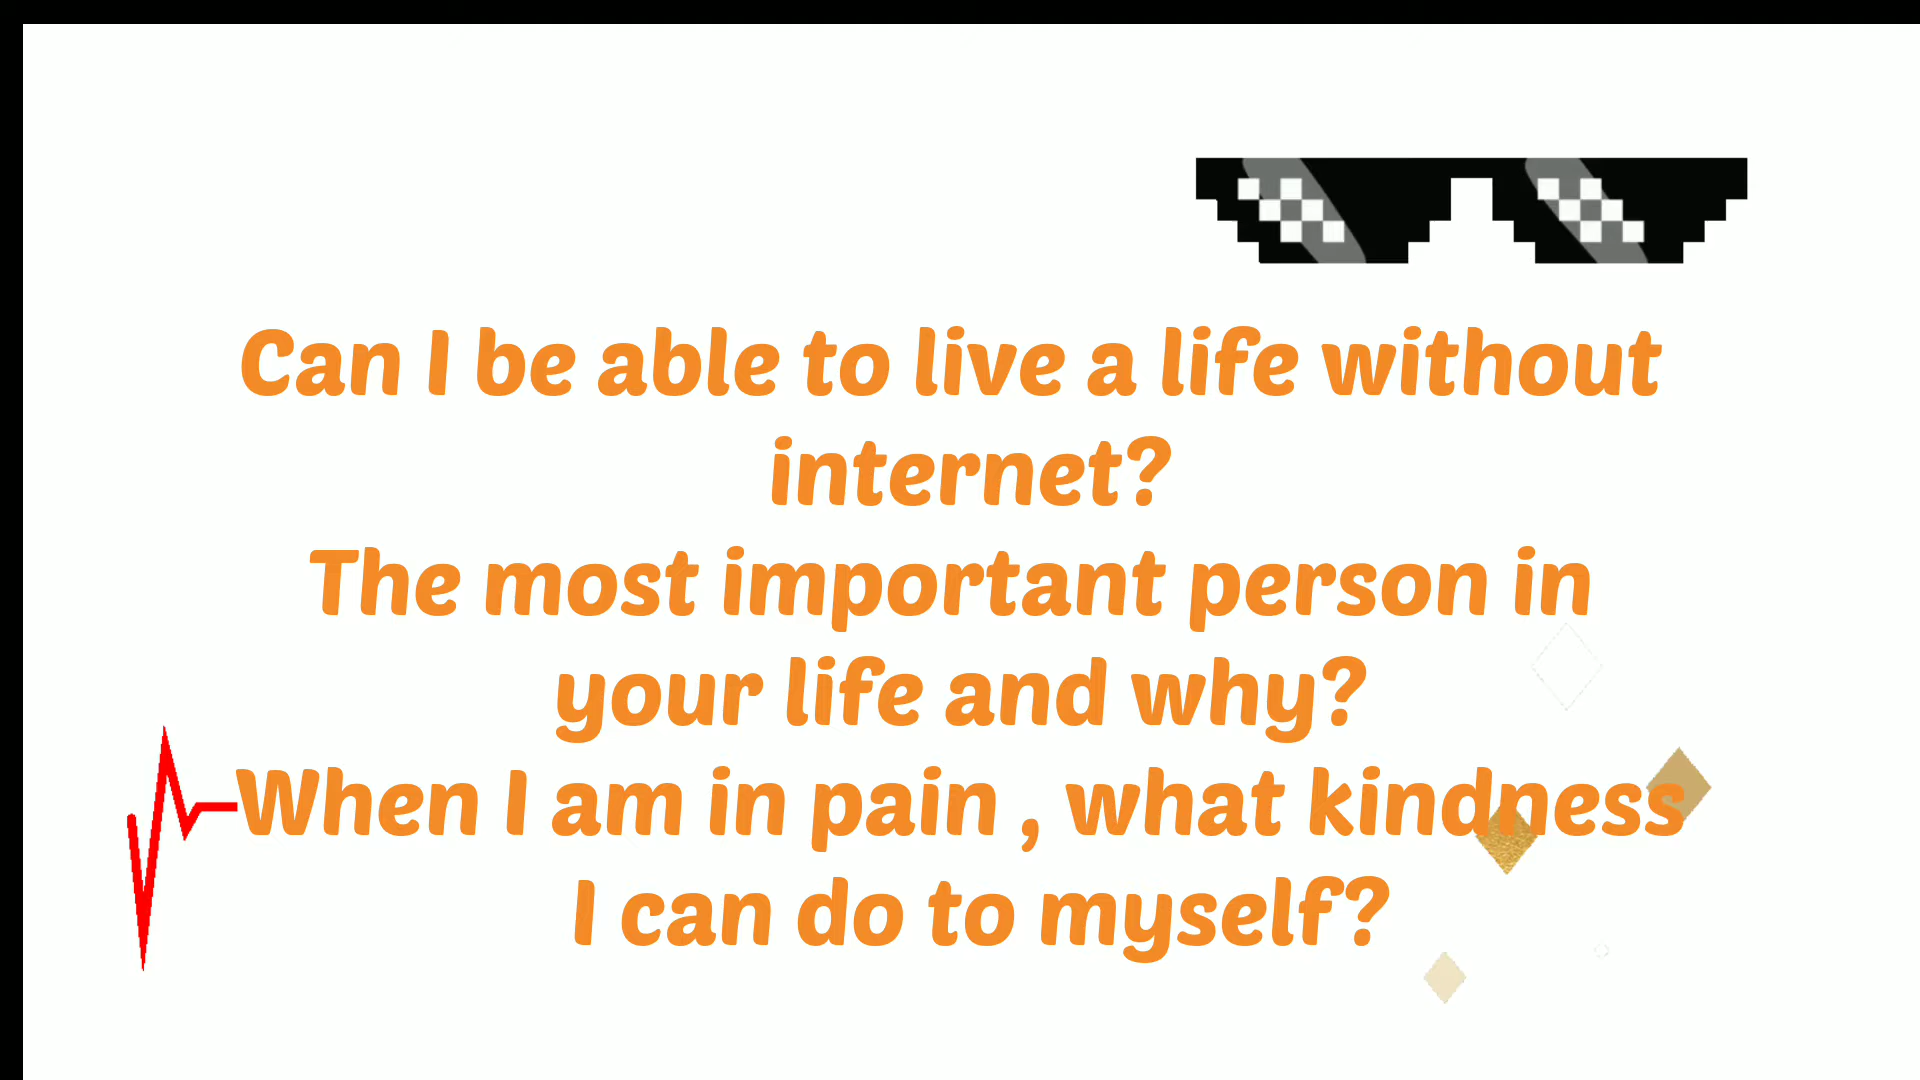 Can I be able to live a life without
internet?
The most important person in
your life and why?
When I am in pain , what kindness
I can do to myself?